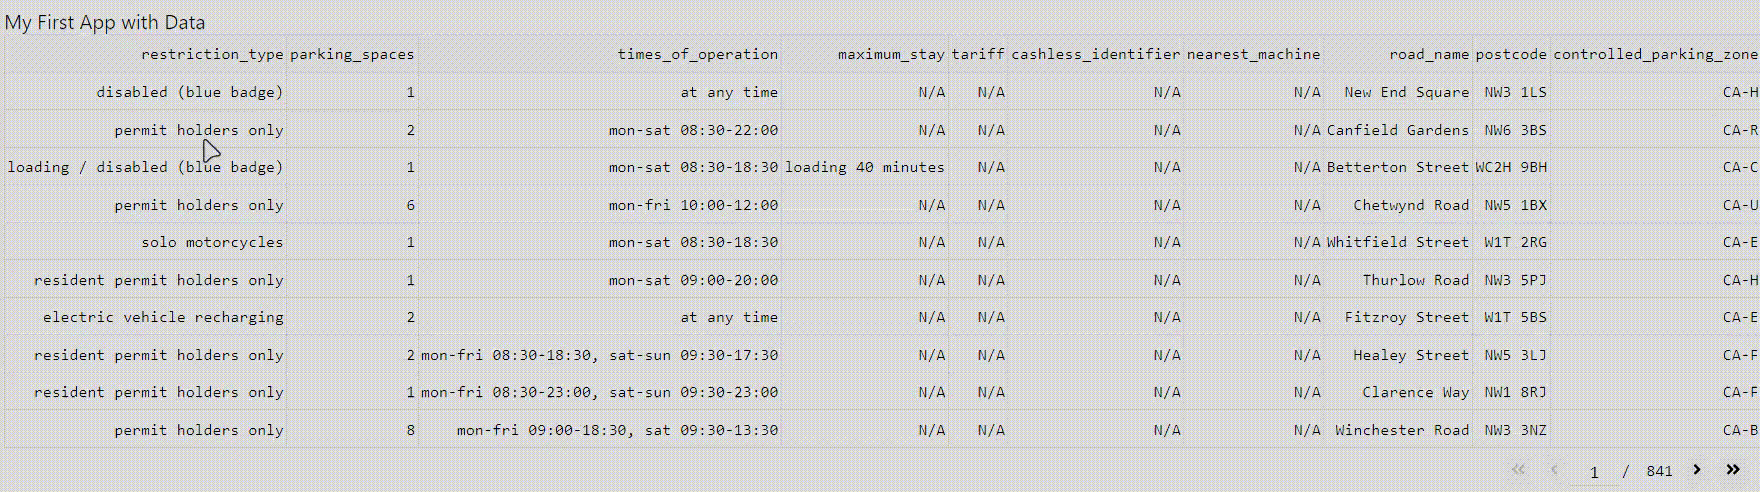 My First App with Data
restriction_type parking_spaces times_of_operation maximum_stay tariff cashless_identifier nearest_machine road_name postcode controlled_parking_zone
disabled (blue badge) 1 at any time N/A N/A N/A N/A New End Square NW3 1LS CA-H
permit holders only 2 mon-sat 08:30-22:00 N/A N/A N/A N/A Canfield Gardens NW6 3BS CA-R
loading / disabled (blue badge) 1 mon-sat 08:30-18:30 loading 40 minutes N/A N/A N/A Betterton Street WC2H 9BH CA-C
permit holders only 6 mon-fri 10:00-12:00 N/A N/A N/A N/A Chetwynd Road NW5 1BX CA-U
solo motorcycles 1 mon-sat 08:30-18:30 N/A N/A N/A N/A Whitfield Street W1T 2RG CA-E
resident permit holders only 1 mon-sat 09:00-20:00 N/A N/A N/A N/A Thurlow Road NW3 5PJ CA-H
electric vehicle recharging 2 at any time N/A N/A N/A N/A Fitzroy Street W1T 5BS CA-E
resident permit holders only 2 mon-fri 08:30-18:30, sat-sun 09:30-17:30 N/A N/A N/A N/A Healey Street NW5 3LJ CA-F
resident permit holders only 1 mon-fri 08:30-23:00, sat-sun 09:30-23:00 N/A N/A N/A N/A Clarence Way NW1 8RJ CA-F
permit holders only 8 mon-fri 09:00-18:30, sat 09:30-13:30 N/A N/A N/A N/A Winchester Road NW3 3NZ CA-B
1 / 841